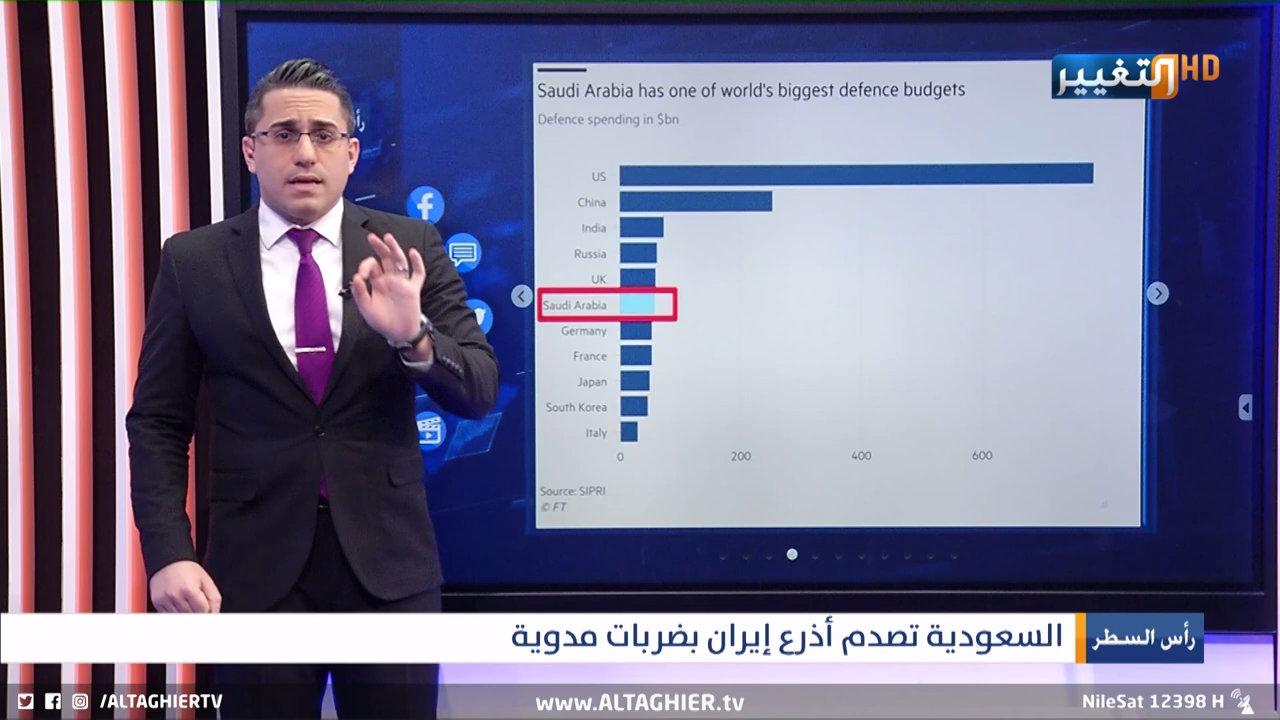 التغيير HD
Saudi Arabia has one of world's biggest defence budgets
Defence spending in $bn
US
China
India
Russia
UK
Saudi Arabia
Germany
France
Japan
South Korea
Italy
0 200 400 600
Source: SIPRI
© FT
رأس السطر
السعودية تصدم أذرع إيران بضربات مدوية
/ALTAGHIERTV
www.ALTAGHIER.tv
NileSat 12398 H